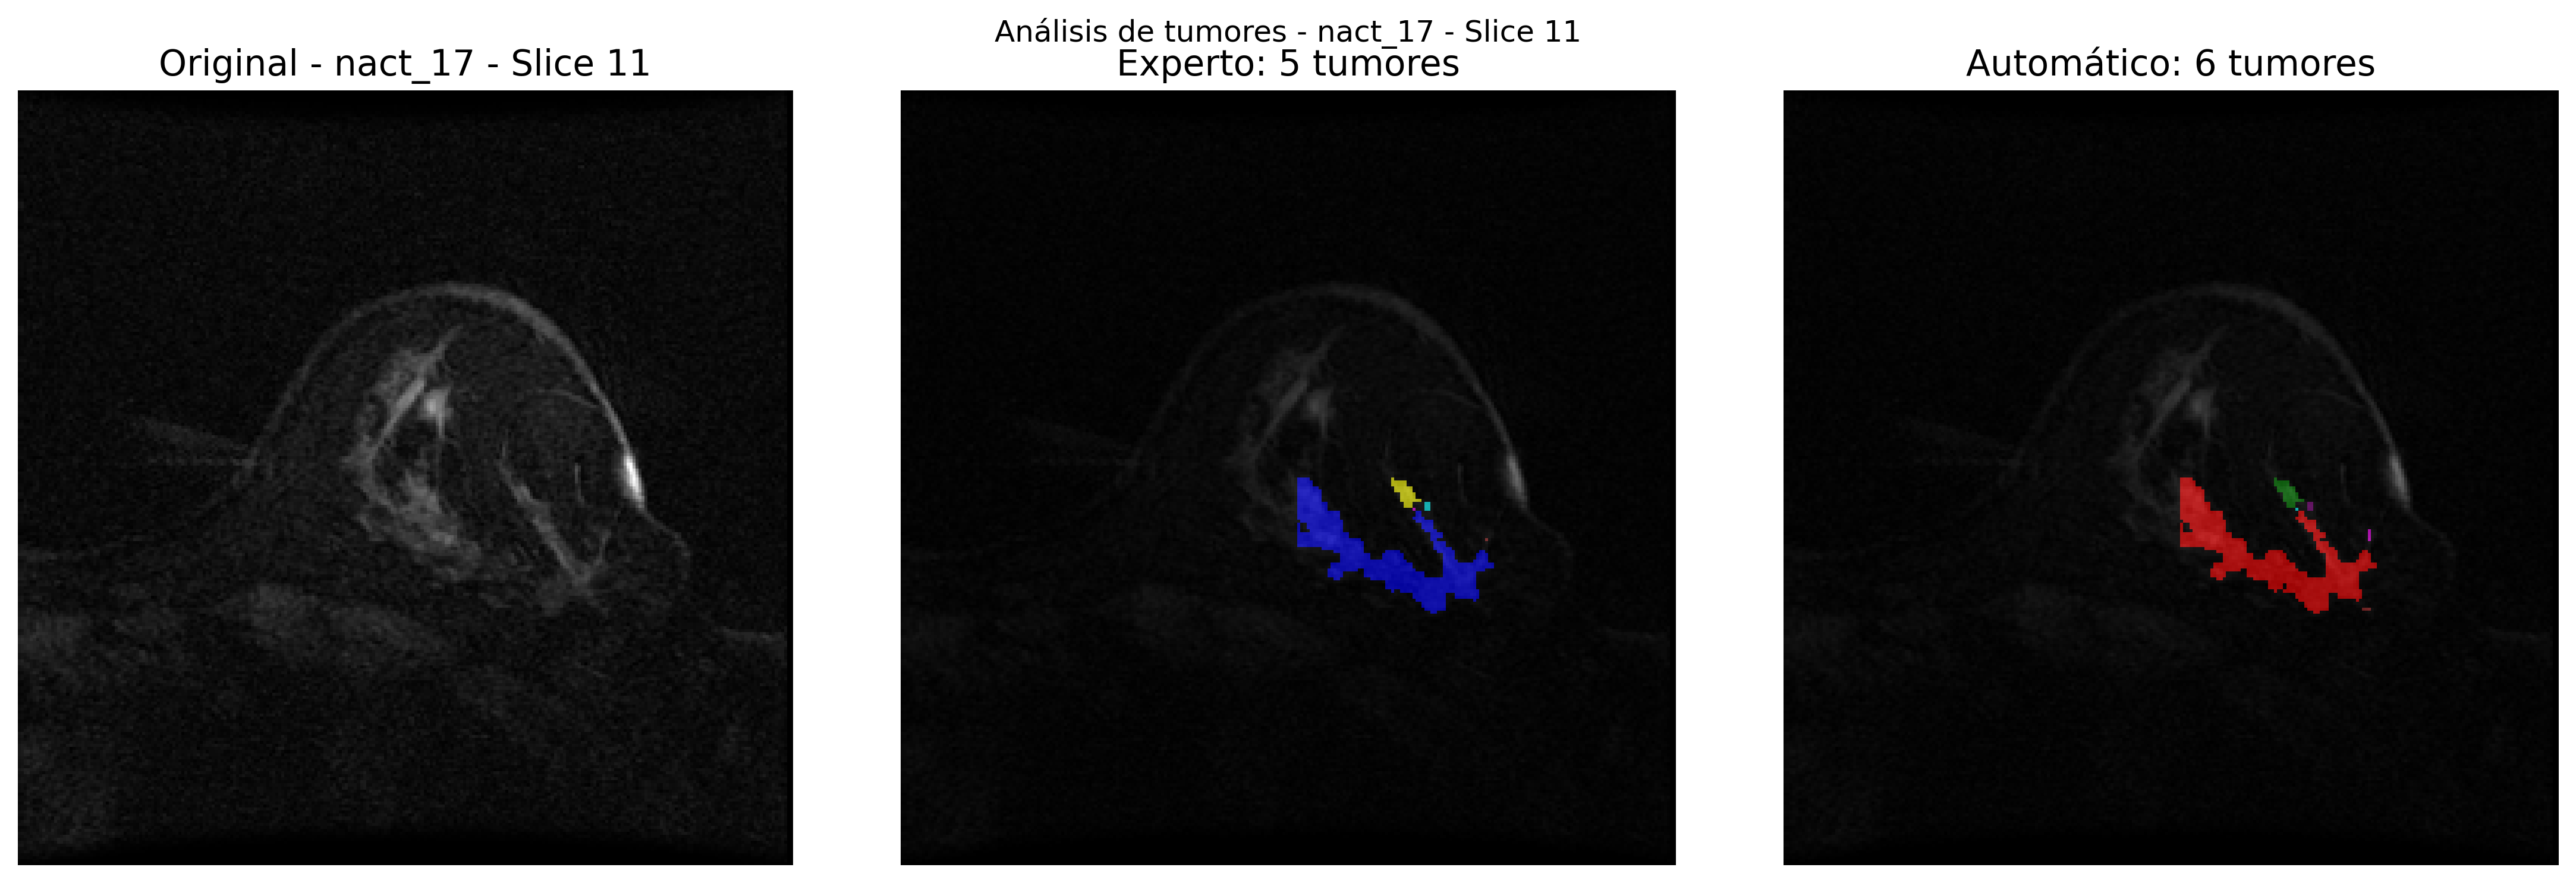 Análisis de tumores - nact_17 - Slice 11
Original - nact_17 - Slice 11
Experto: 5 tumores
Automático: 6 tumores